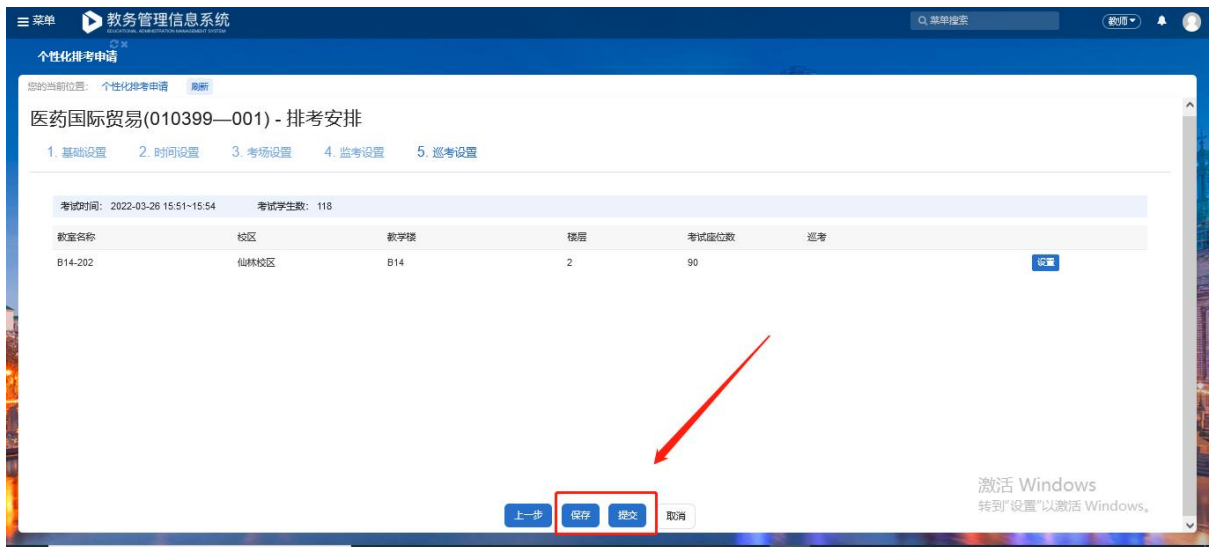 菜单 教务管理信息系统 菜单搜索 教师
EDUCATIONAL ADMINISTRATION MANAGEMENT SYSTEM
个性化排考申请
您的当前位置: 个性化排考申请 刷新
医药国际贸易(010399—001) - 排考安排
1. 基础设置 2. 时间设置 3. 考场设置 4. 监考设置 5. 巡考设置
考试时间: 2022-03-26 15:51~15:54 考试学生数: 118
教室名称 校区 教学楼 楼层 考试座位数 巡考
B14-202 仙林校区 B14 2 90 设置
激活 Windows
转到"设置"以激活 Windows。
上一步 保存 提交 取消